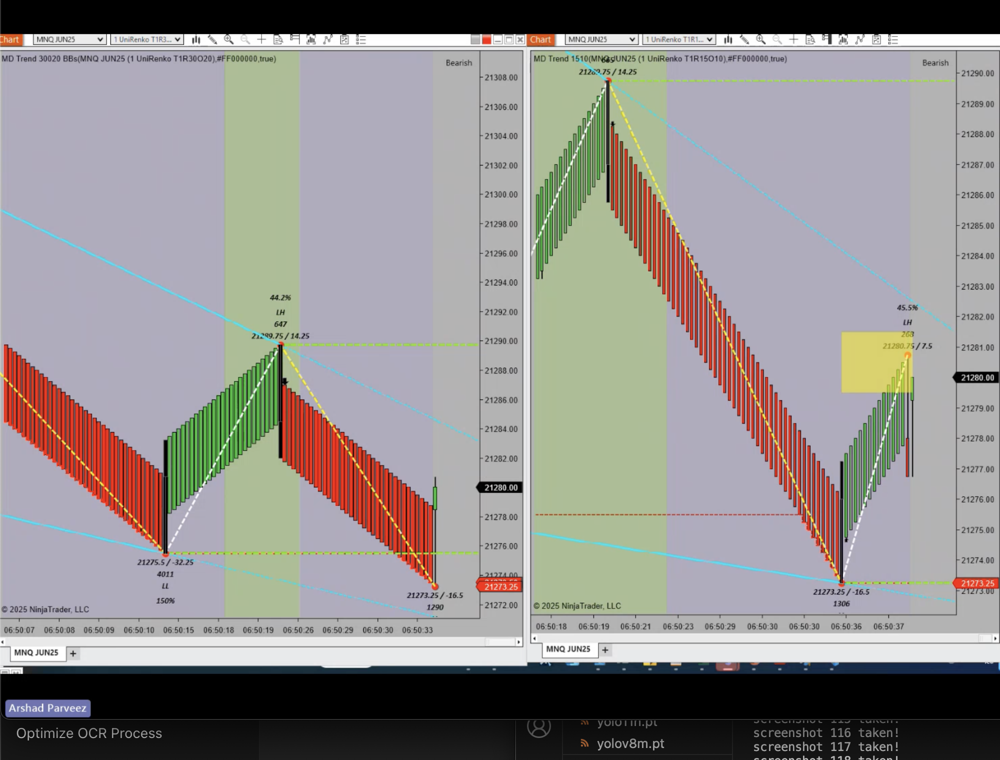 Chart
MNQ JUN25
1 UniRenko T1R3...
MD Trend 30020 BBs(MNQ JUN25 (1 UniRenko T1R30O20),#FF000000,true)
Bearish
21308.00
21306.00
21304.00
21302.00
21300.00
21298.00
21296.00
21294.00
21292.00
21290.00
21288.00
21286.00
21284.00
21282.00
21280.00
21278.00
21276.00
21274.00
21273.25
21272.00
44.2%
LH
647
21289.75 / 14.25
21275.5 / -32.25
4011
LL
150%
21273.25 / -16.5
1290
© 2025 NinjaTrader, LLC
06:50:07
06:50:08
06:50:09
06:50:10
06:50:15
06:50:19
06:50:26
06:50:29
06:50:30
06:50:33
MNQ JUN25
+
Chart
MNQ JUN25
1 UniRenko T1R1...
MD Trend 1510(MNQ JUN25 (1 UniRenko T1R15O10),#FF000000,true)
Bearish
21289.75 / 14.25
21290.00
21289.00
21288.00
21287.00
21286.00
21285.00
21284.00
21283.00
21282.00
21281.00
21280.00
21279.00
21278.00
21277.00
21276.00
21275.00
21274.00
21273.25
21273.00
45.5%
LH
268
21280.75 / 7.5
21273.25 / -16.5
1306
© 2025 NinjaTrader, LLC
06:50:18
06:50:19
06:50:21
06:50:23
06:50:26
06:50:30
06:50:30
06:50:36
06:50:37
MNQ JUN25
+
Arshad Parveez
Optimize OCR Process
yolo11n.pt
yolov8m.pt
screenshot 115 taken!
screenshot 116 taken!
screenshot 117 taken!
screenshot 118 taken!